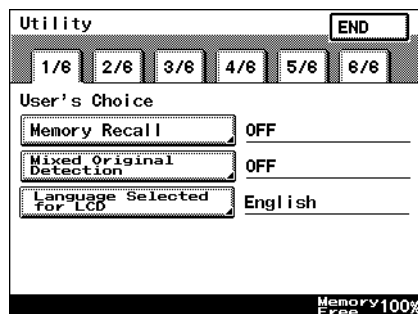 Utility
END
1/6 2/6 3/6 4/6 5/6 6/6
User's Choice
Memory Recall OFF
Mixed Original
Detection
OFF
Language Selected
for LCD
English
Memory
Free 100%